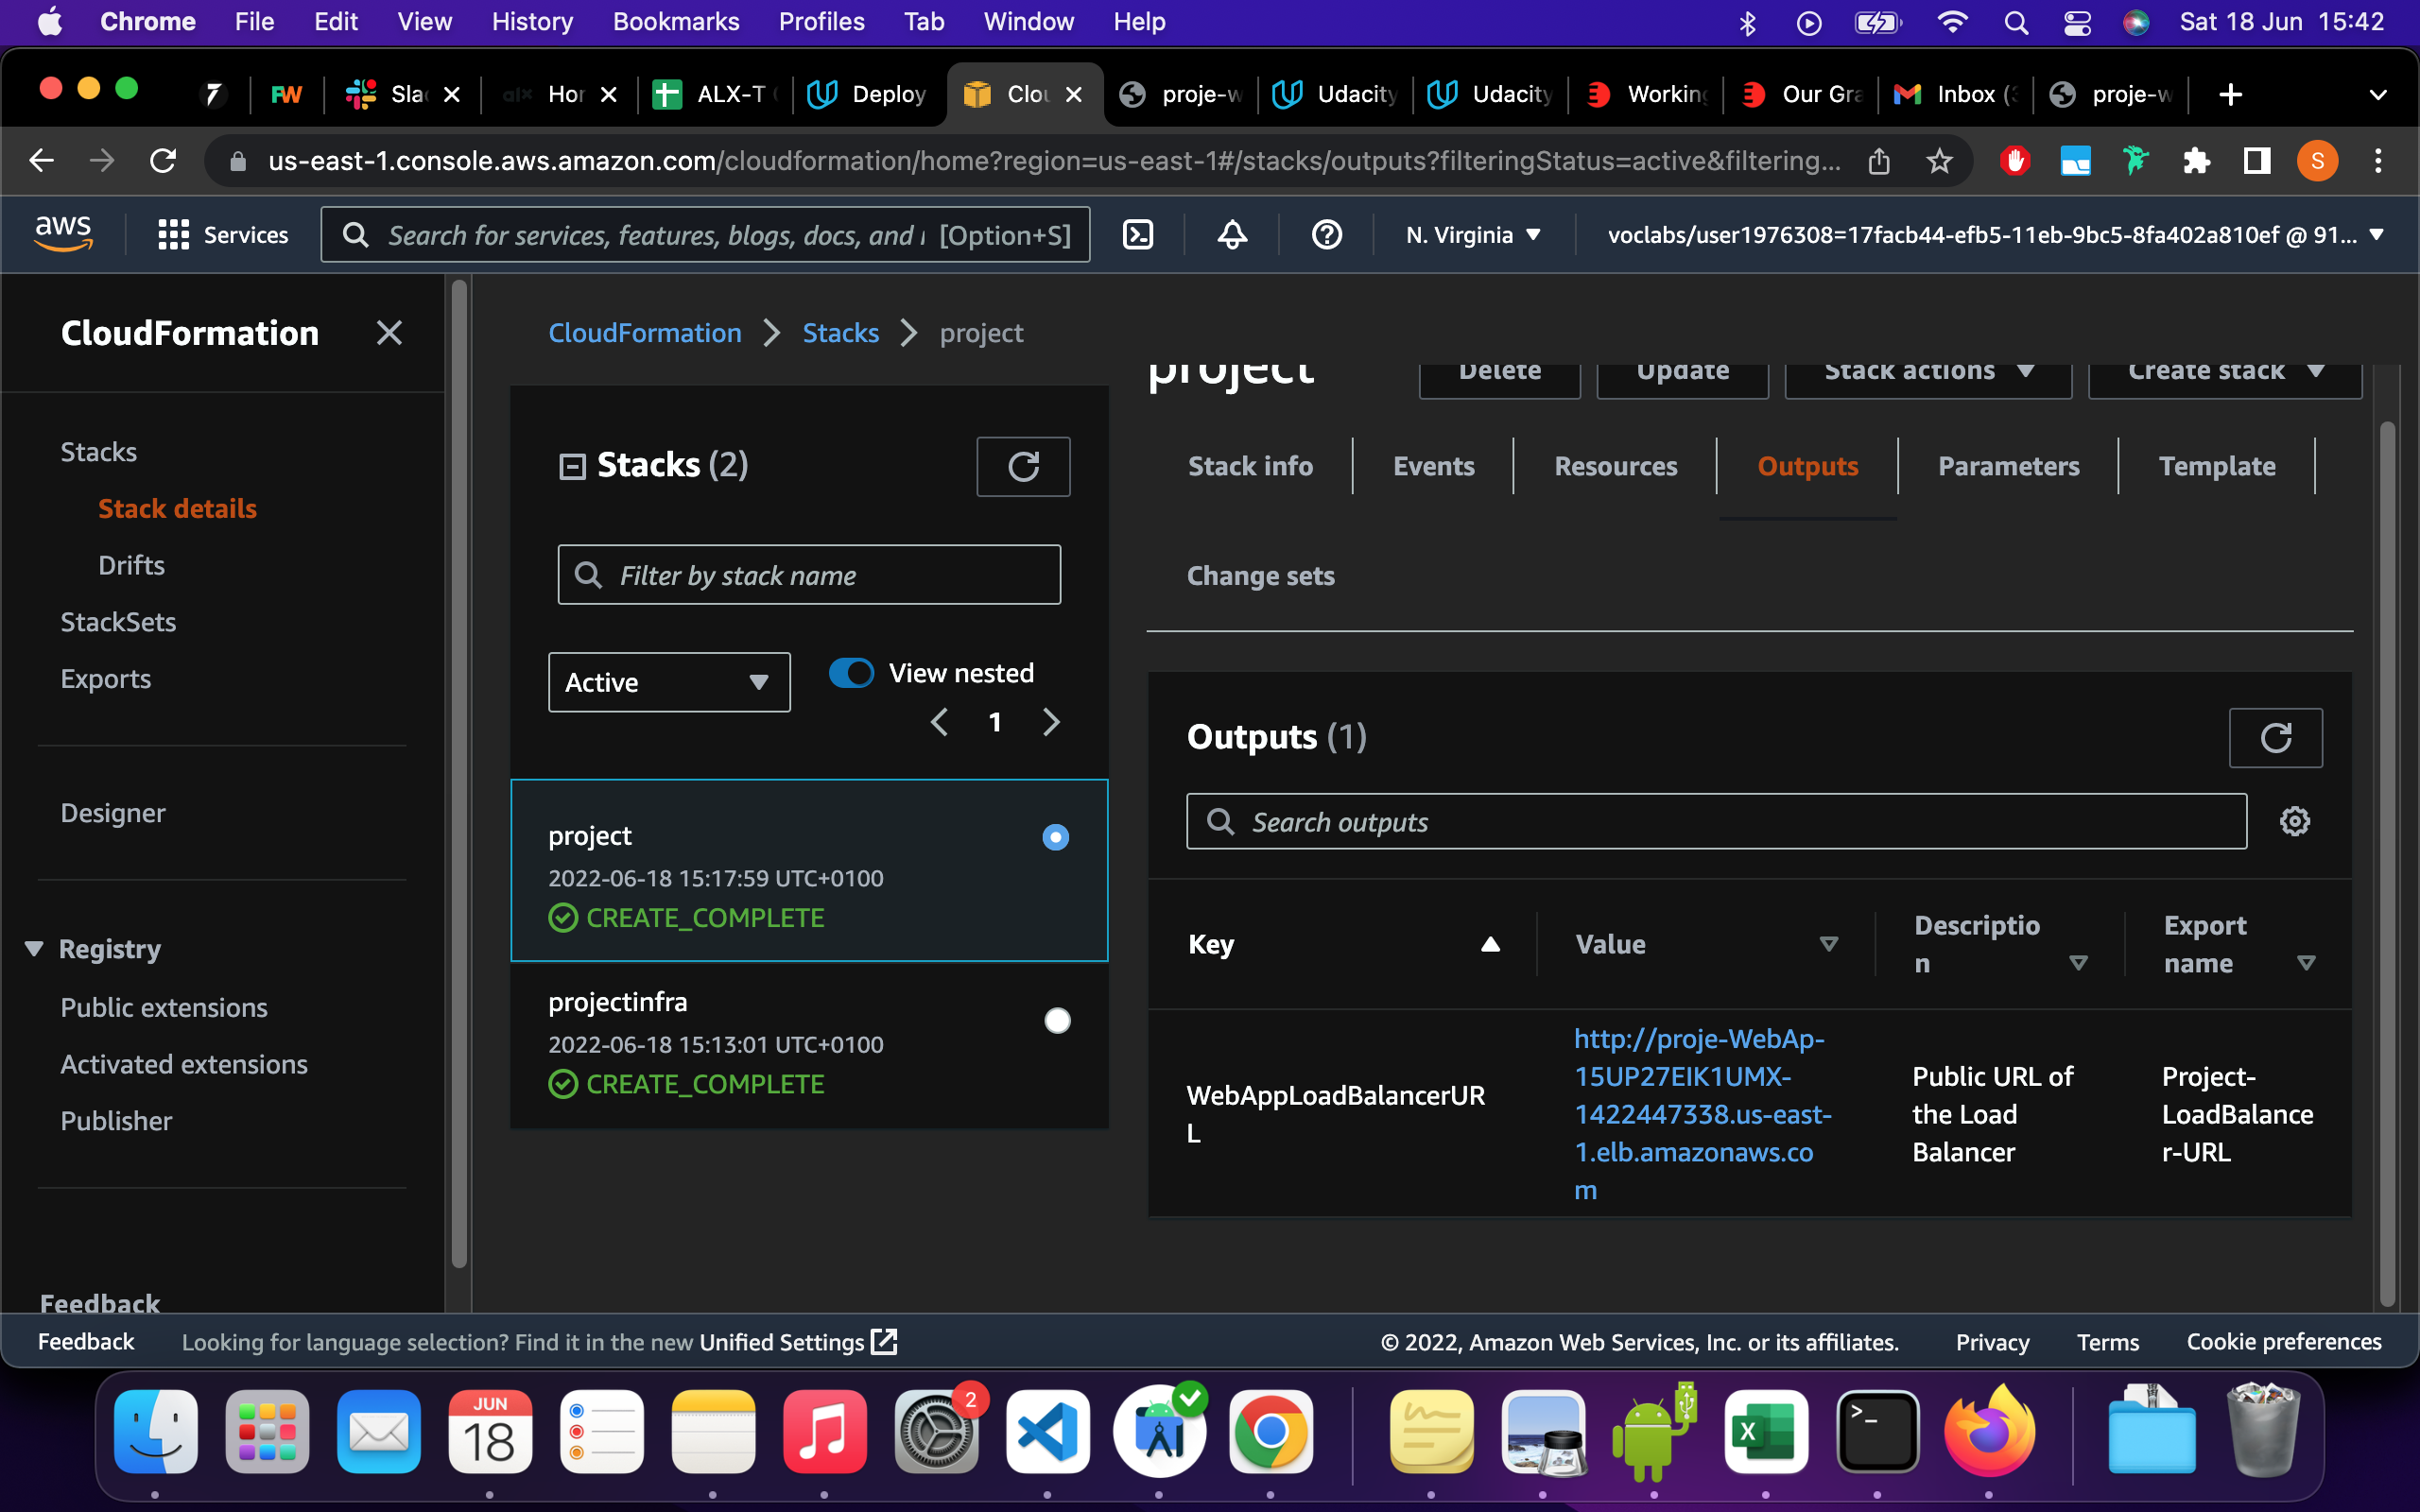 Chrome File Edit View History Bookmarks Profiles Tab Window Help Sat 18 Jun 15:42
FW Sla Hor ALX-T Deploy Clou proje-w Udacity Udacity Working Our Gra Inbox ( proje-w
us-east-1.console.aws.amazon.com/cloudformation/home?region=us-east-1#/stacks/outputs?filteringStatus=active&filtering... S
aws Services Search for services, features, blogs, docs, and [Option+S] N. Virginia voclabs/user1976308=17facb44-efb5-11eb-9bc5-8fa402a810ef @ 91...
CloudFormation
Stacks
Stack details
Drifts
StackSets
Exports
Designer
Registry
Public extensions
Activated extensions
Publisher
Feedback
CloudFormation Stacks project
Stacks (2)
Filter by stack name
Active View nested
1
project
2022-06-18 15:17:59 UTC+0100
CREATE_COMPLETE
projectinfra
2022-06-18 15:13:01 UTC+0100
CREATE_COMPLETE
project Delete Update Stack actions Create stack
Stack info Events Resources Outputs Parameters Template
Change sets
Outputs (1)
Search outputs
Key Value Descriptio Export
n name
http://proje-WebAp-
WebAppLoadBalancerUR 15UP27EIK1UMX- Public URL of Project-
L 1422447338.us-east- the Load LoadBalance
1.elb.amazonaws.co Balancer r-URL
m
Feedback Looking for language selection? Find it in the new Unified Settings © 2022, Amazon Web Services, Inc. or its affiliates. Privacy Terms Cookie preferences
JUN 2
18